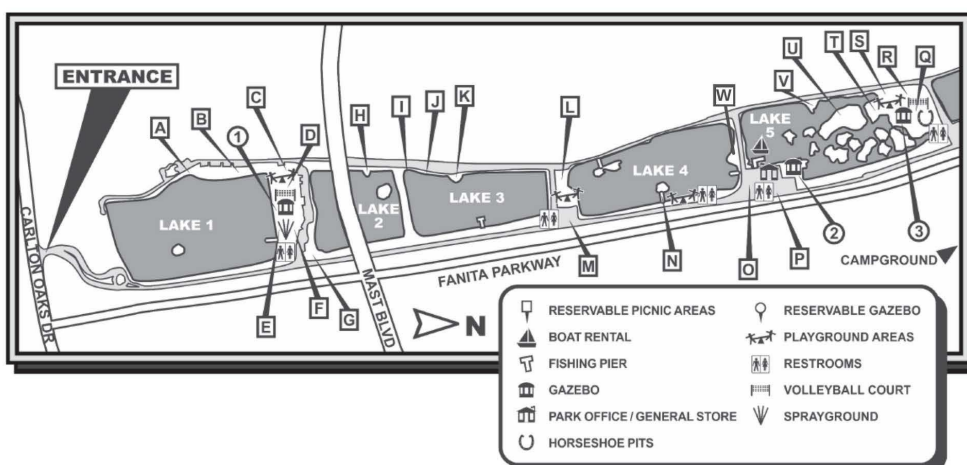 ENTRANCE
A
B
1
C
D
H
I
J
K
L
W
V
U
T
S
R
Q
LAKE 1
LAKE
2
LAKE 3
LAKE 4
LAKE
5
CARLTON OAKS DR
MAST BLVD
FANITA PARKWAY
E
F
G
M
N
O
P
2
3
CAMPGROUND
N
RESERVABLE PICNIC AREAS
BOAT RENTAL
FISHING PIER
GAZEBO
PARK OFFICE / GENERAL STORE
HORSESHOE PITS
RESERVABLE GAZEBO
PLAYGROUND AREAS
RESTROOMS
VOLLEYBALL COURT
SPRAYGROUND